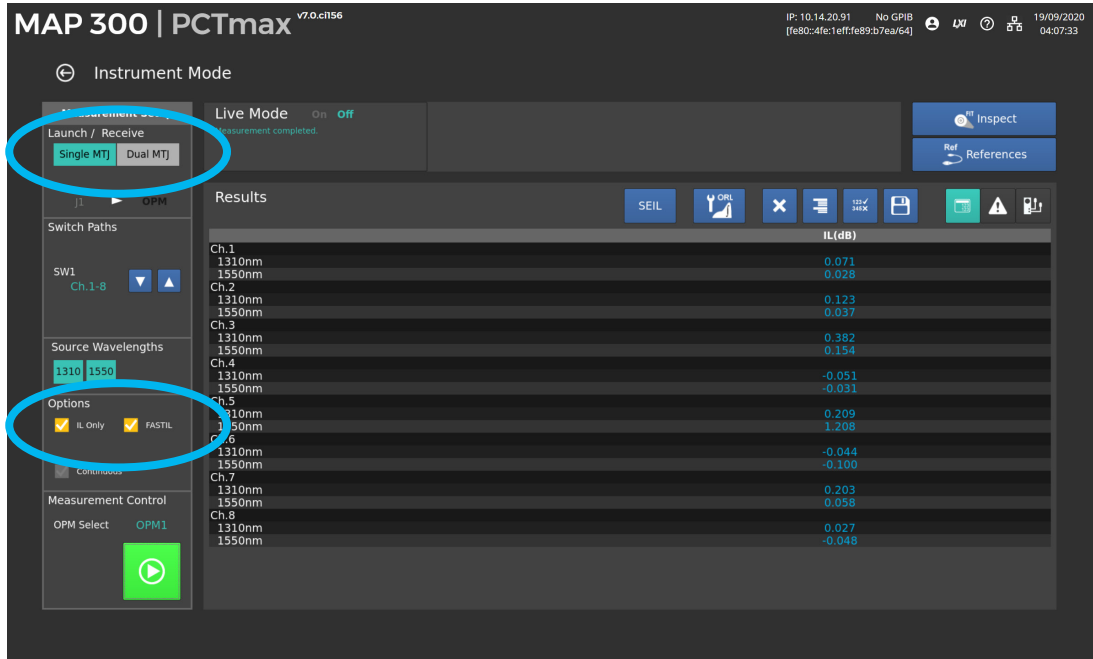 MAP 300 | PCTmax v7.0.ci156
IP: 10.14.20.91 No GPIB
[fe80::4fe:1eff:fe89:b7ea/64]
LXI
19/09/2020
04:07:33
Instrument Mode
Launch / Receive
Single MTJ Dual MTJ
J1 OPM
Switch Paths
SW1
Ch.1-8
Source Wavelengths
1310 1550
Options
IL Only FASTIL
Continuous
Measurement Control
OPM Select OPM1
Live Mode On Off
Measurement completed.
FIT Inspect
Ref References
Results
SEIL
ORL
IL(dB)
Ch.1
1310nm 0.071
1550nm 0.028
Ch.2
1310nm 0.123
1550nm 0.037
Ch.3
1310nm 0.382
1550nm 0.154
Ch.4
1310nm -0.051
1550nm -0.031
Ch.5
1310nm 0.209
1550nm 1.208
Ch.6
1310nm -0.044
1550nm -0.100
Ch.7
1310nm 0.203
1550nm 0.058
Ch.8
1310nm 0.027
1550nm -0.048